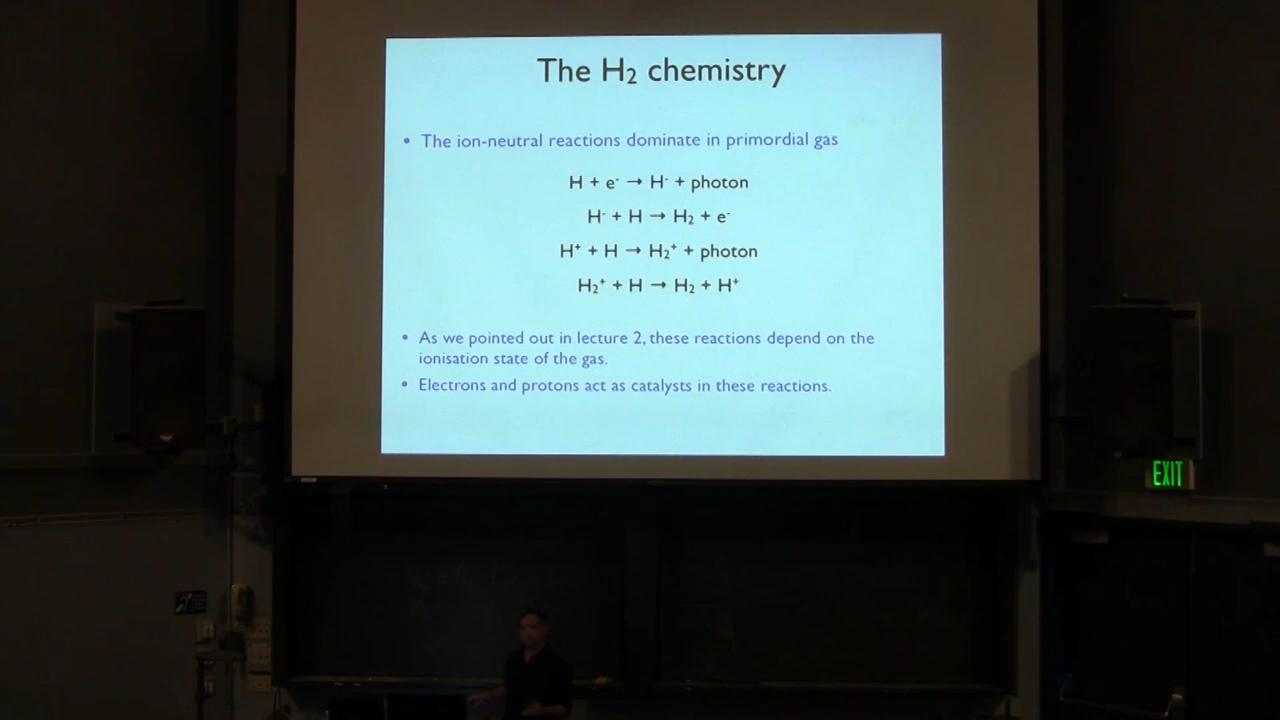 The H₂ chemistry
• The ion-neutral reactions dominate in primordial gas
H + e⁻ → H⁻ + photon
H⁻ + H → H₂ + e⁻
H⁺ + H → H₂⁺ + photon
H₂⁺ + H → H₂ + H⁺
• As we pointed out in lecture 2, these reactions depend on the
ionisation state of the gas.
• Electrons and protons act as catalysts in these reactions.
EXIT